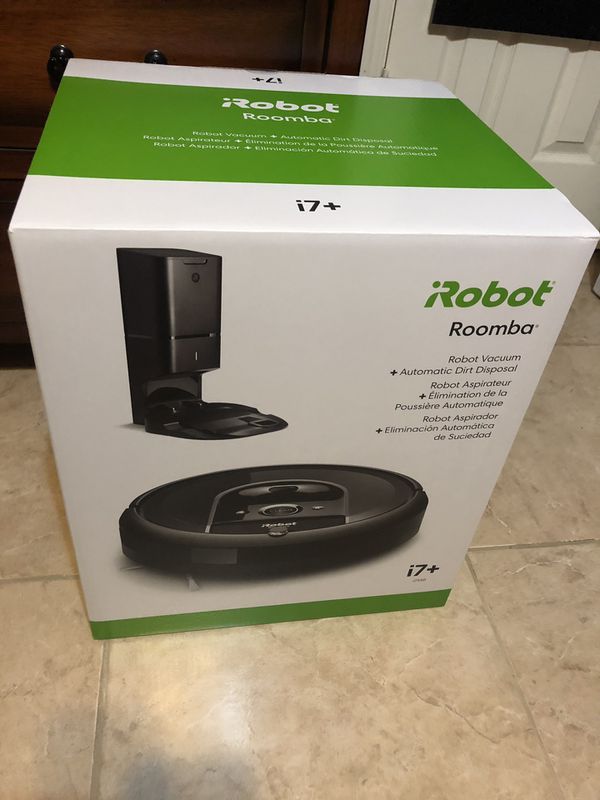 i7+
iRobot
Roomba
Robot Vacuum + Automatic Dirt Disposal
Robot Aspirateur + Élimination de la Poussière Automatique
Robot Aspirador + Eliminación Automática de Suciedad
i7+
iRobot®
Roomba®
Robot Vacuum
+ Automatic Dirt Disposal
Robot Aspirateur
+ Élimination de la
Poussière Automatique
Robot Aspirador
+ Eliminación Automática
de Suciedad
iRobot
i7+